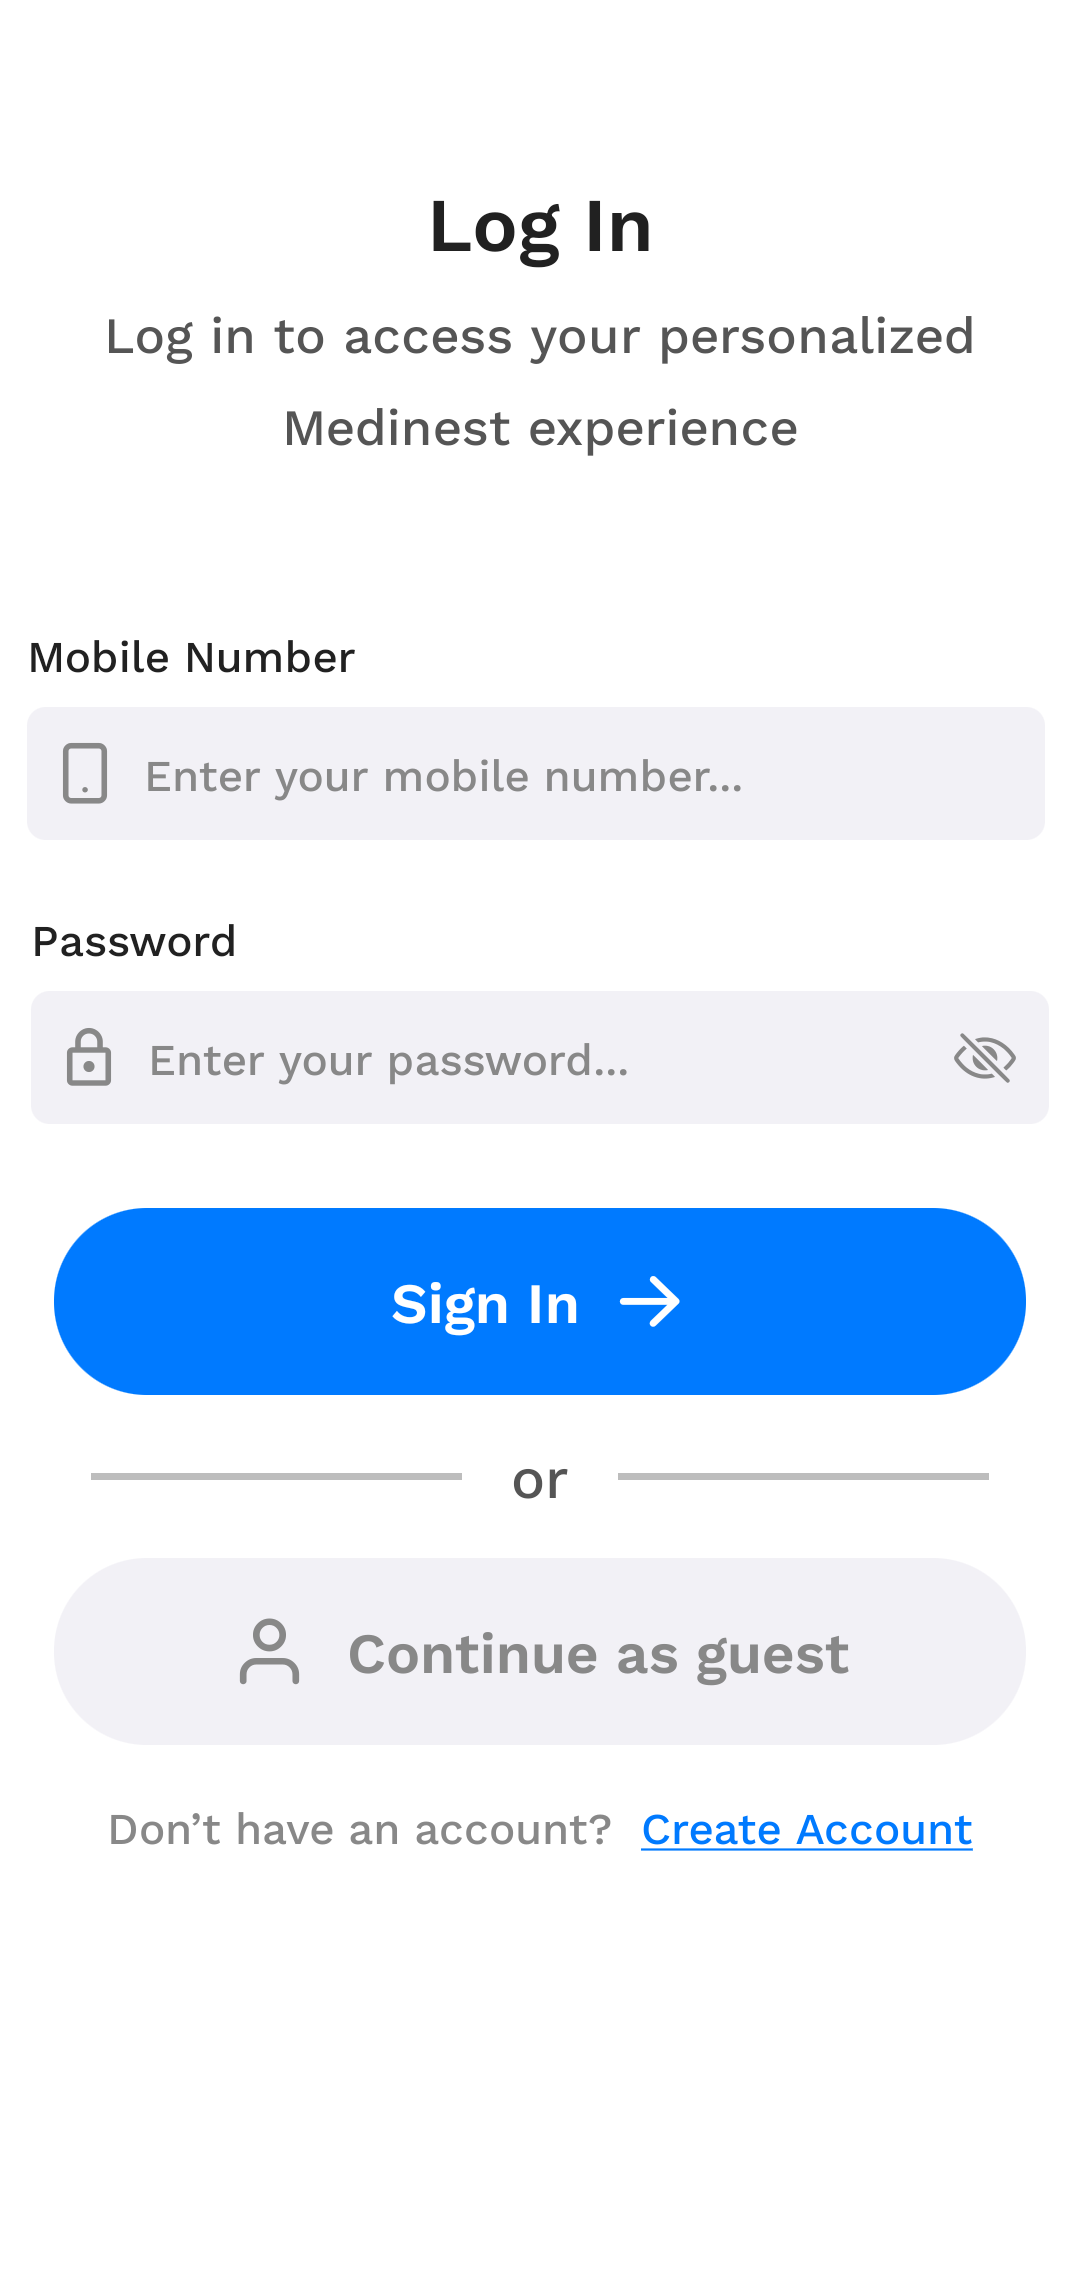 Log In
Log in to access your personalized
Medinest experience
Mobile Number
Enter your mobile number...
Password
Enter your password...
Sign In
or
Continue as guest
Don’t have an account? Create Account